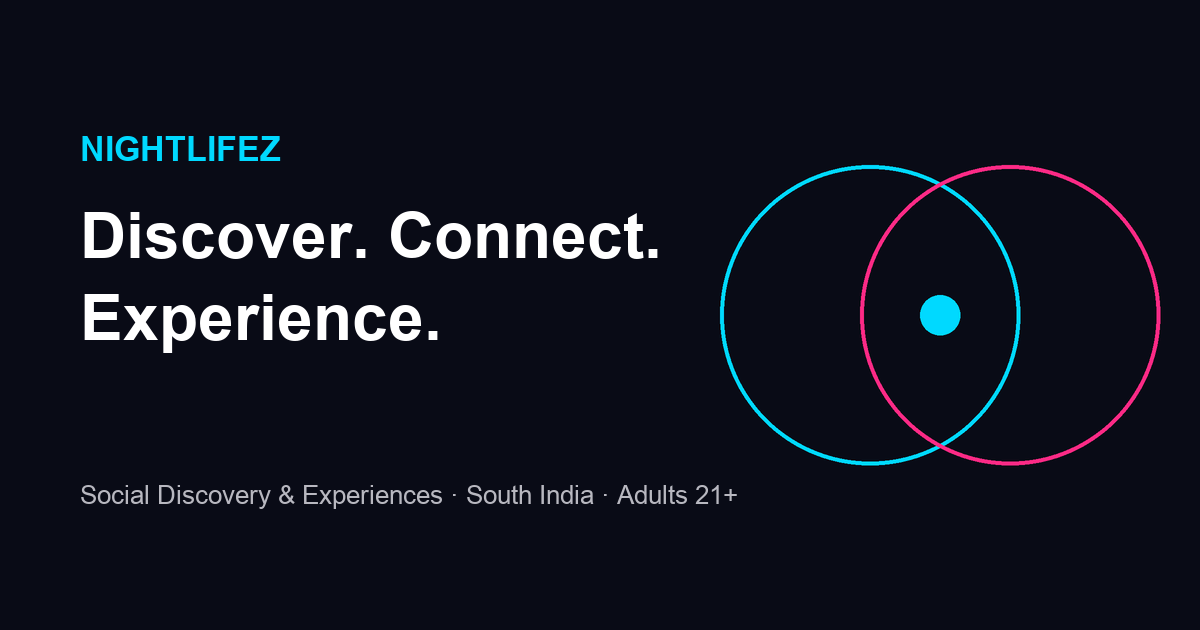 NIGHTLIFEZ
Discover. Connect.
Experience.
Social Discovery & Experiences · South India · Adults 21+